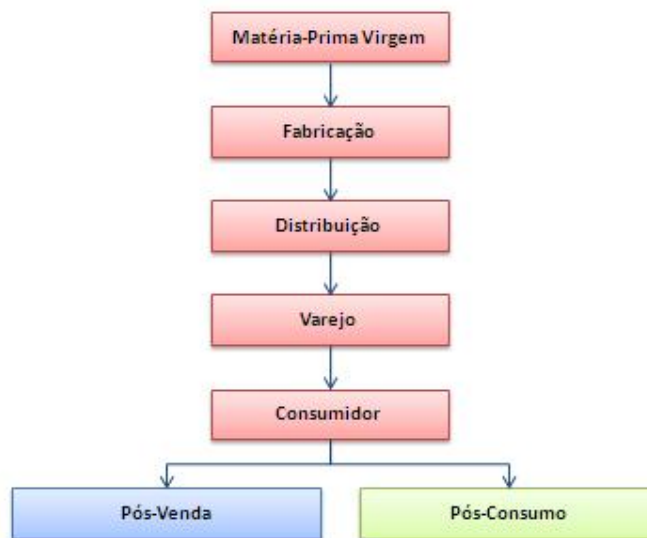 Matéria-Prima Virgem
Fabricação
Distribuição
Varejo
Consumidor
Pós-Venda
Pós-Consumo